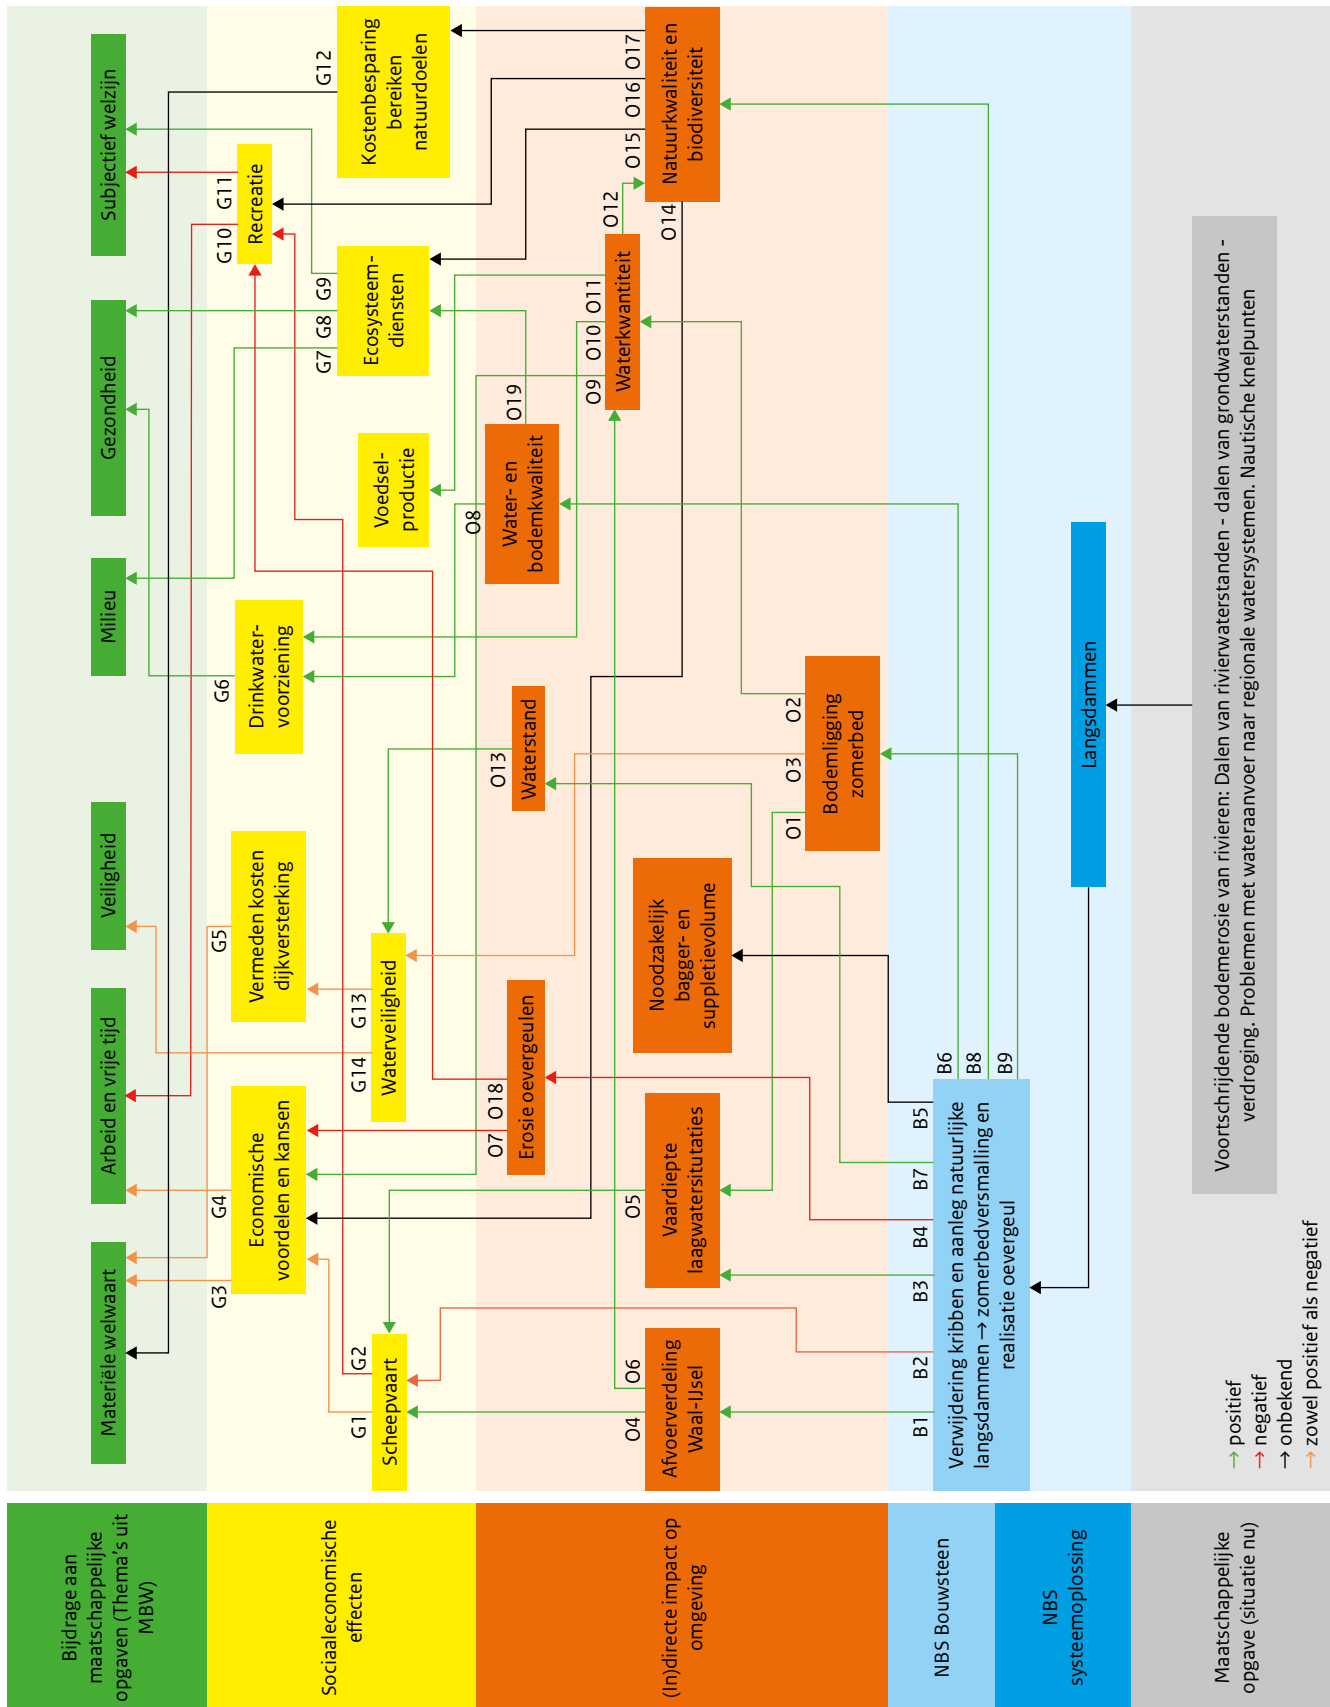 Bijdrage aan
maatschappelijke
opgaven (Thema's uit
MBW)
Materiële welwaart
Arbeid en vrije tijd
Veiligheid
Milieu
Gezondheid
Subjectief welzijn
Sociaaleconomische
effecten
G3
G4
G5
G6
G7
G8
G9
G10
G11
G12
Economische
voordelen en kansen
Vermeden kosten
dijkversterking
Drinkwater-
voorziening
Ecosysteem-
diensten
Recreatie
Kostenbesparing
bereiken
natuurdoelen
G1
G2
G14
G13
Scheepvaart
Waterveiligheid
Voedsel-
productie
(In)directe impact op
omgeving
O7
O18
O13
O8
O19
Erosie oevergeulen
Waterstand
Water- en
bodemkwaliteit
O4
O6
O5
O9
O10
O11
O12
O14
O15
O16
O17
Afvoerverdeling
Waal-IJsel
Vaardiepte
laagwatersitutaties
Noodzakelijk
bagger- en
suppletievolume
Waterkwantiteit
Natuurkwaliteit en
biodiversiteit
O1
O3
O2
Bodemligging
zomerbed
NBS Bouwsteen
B1
B2
B3
B4
B7
B5
B6
B8
B9
Verwijdering kribben en aanleg natuurlijke
langsdammen → zomerbedversmalling en
realisatie oevergeul
NBS
systeemoplossing
Langsdammen
Maatschappelijke
opgave (situatie nu)
Voortschrijdende bodemerosie van rivieren: Dalen van rivierwaterstanden - dalen van grondwaterstanden -
verdroging. Problemen met wateraanvoer naar regionale watersystemen. Nautische knelpunten
→ positief
→ negatief
→ onbekend
→ zowel positief als negatief